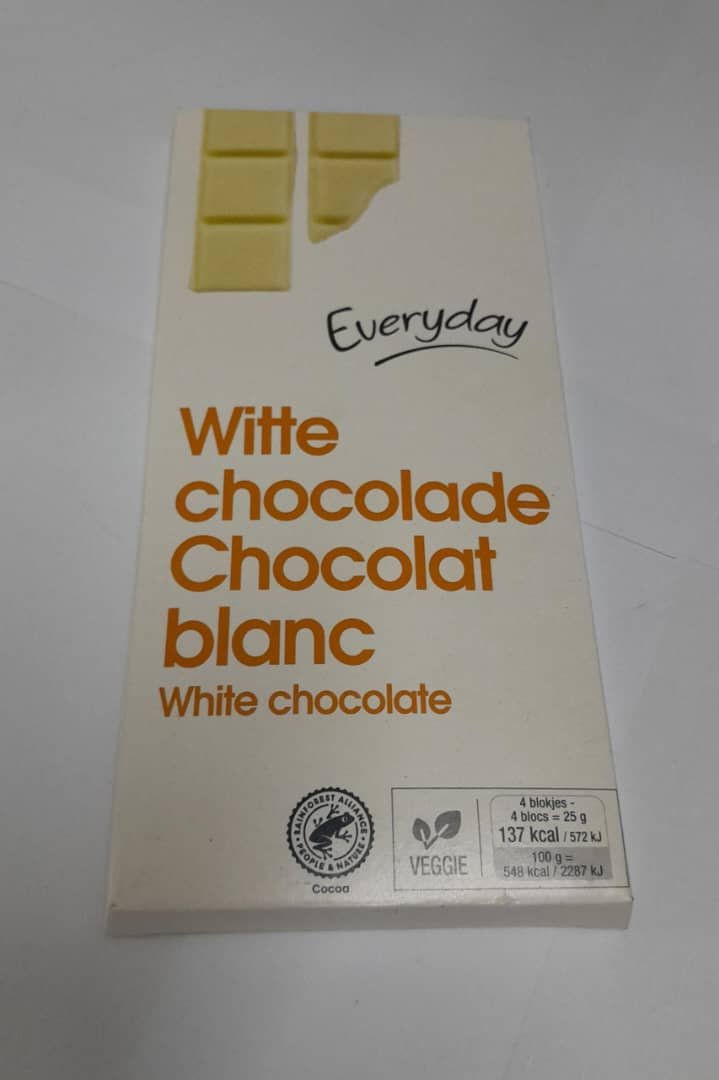 Everyday
Witte
chocolade
Chocolat
blanc
White chocolate
RAINFOREST ALLIANCE
PEOPLE & NATURE
Cocoa
VEGGIE
4 blokjes -
4 blocs = 25 g
137 kcal / 572 kJ
100 g =
548 kcal / 2287 kJ